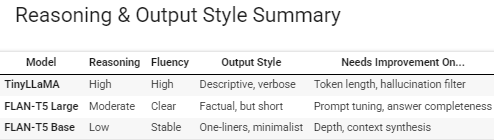 Reasoning & Output Style Summary
Model Reasoning Fluency Output Style Needs Improvement On...
TinyLLaMA High High Descriptive, verbose Token length, hallucination filter
FLAN-T5 Large Moderate Clear Factual, but short Prompt tuning, answer completeness
FLAN-T5 Base Low Stable One-liners, minimalist Depth, context synthesis